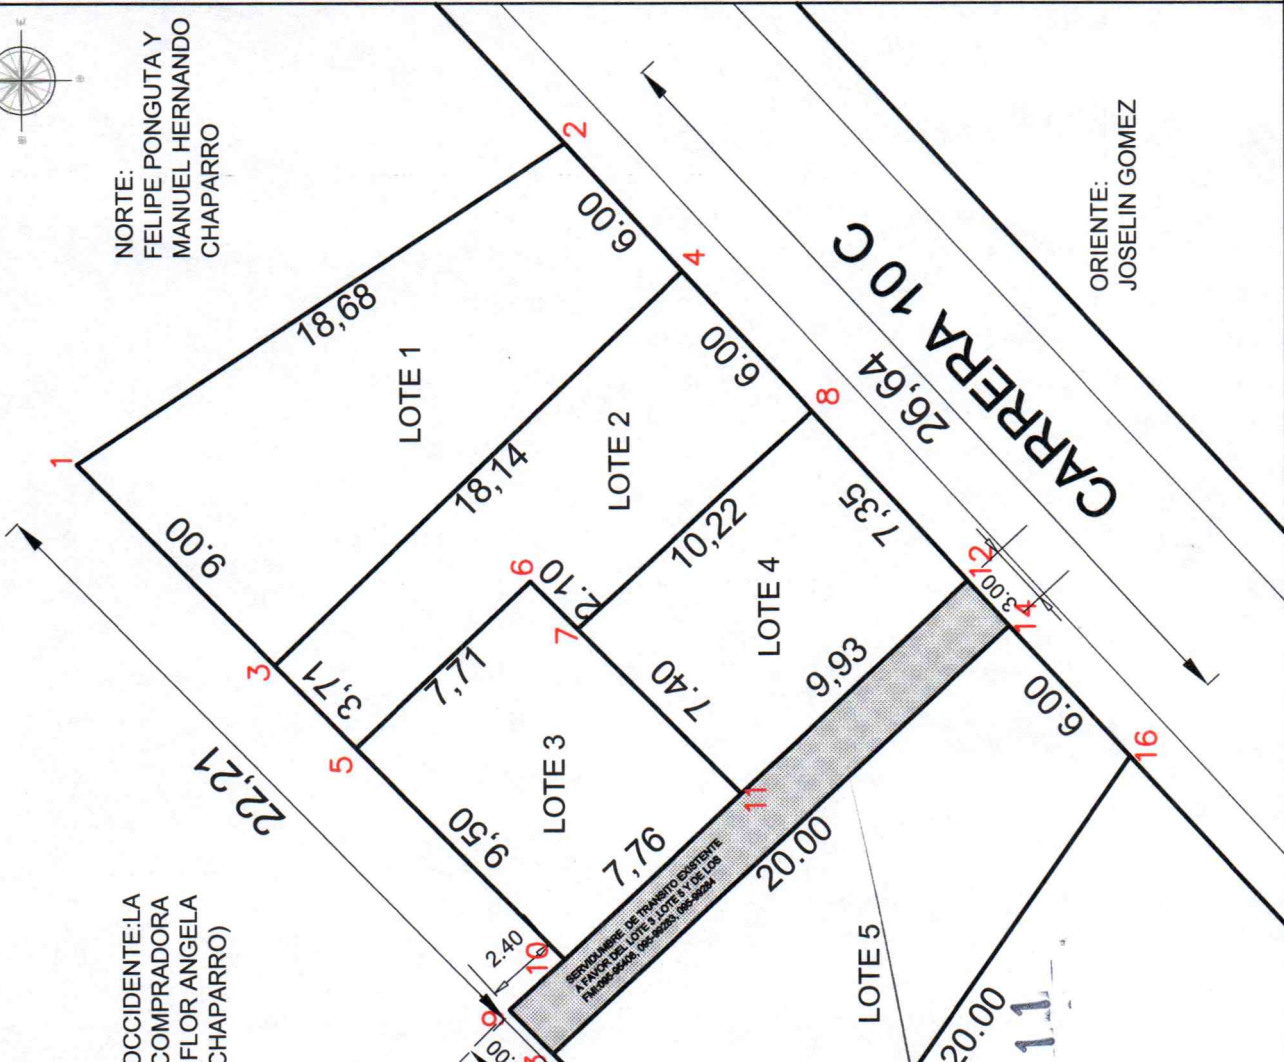 NORTE:
FELIPE PONGUTA Y
MANUEL HERNANDO
CHAPARRO
1
2
18,68
9.00
6.00
LOTE 1
3
4
18,14
3,71
6.00
LOTE 2
5
6
2.10
7
8
7,71
10,22
22,21
9,50
LOTE 3
7.40
LOTE 4
7,35
26,64
CARRERA 10 C
ORIENTE:
JOSELIN GOMEZ
7,76
11
9,93
12
3.00
14
2.40
10
9
SERVIDUMBRE DE TRANSITO EXISTENTE
A FAVOR DEL LOTE 3, LOTE 5 Y DE LOS
20.00
6.00
16
LOTE 5
20.00
11
OCCIDENTE:LA
COMPRADORA
FLOR ANGELA
CHAPARRO)